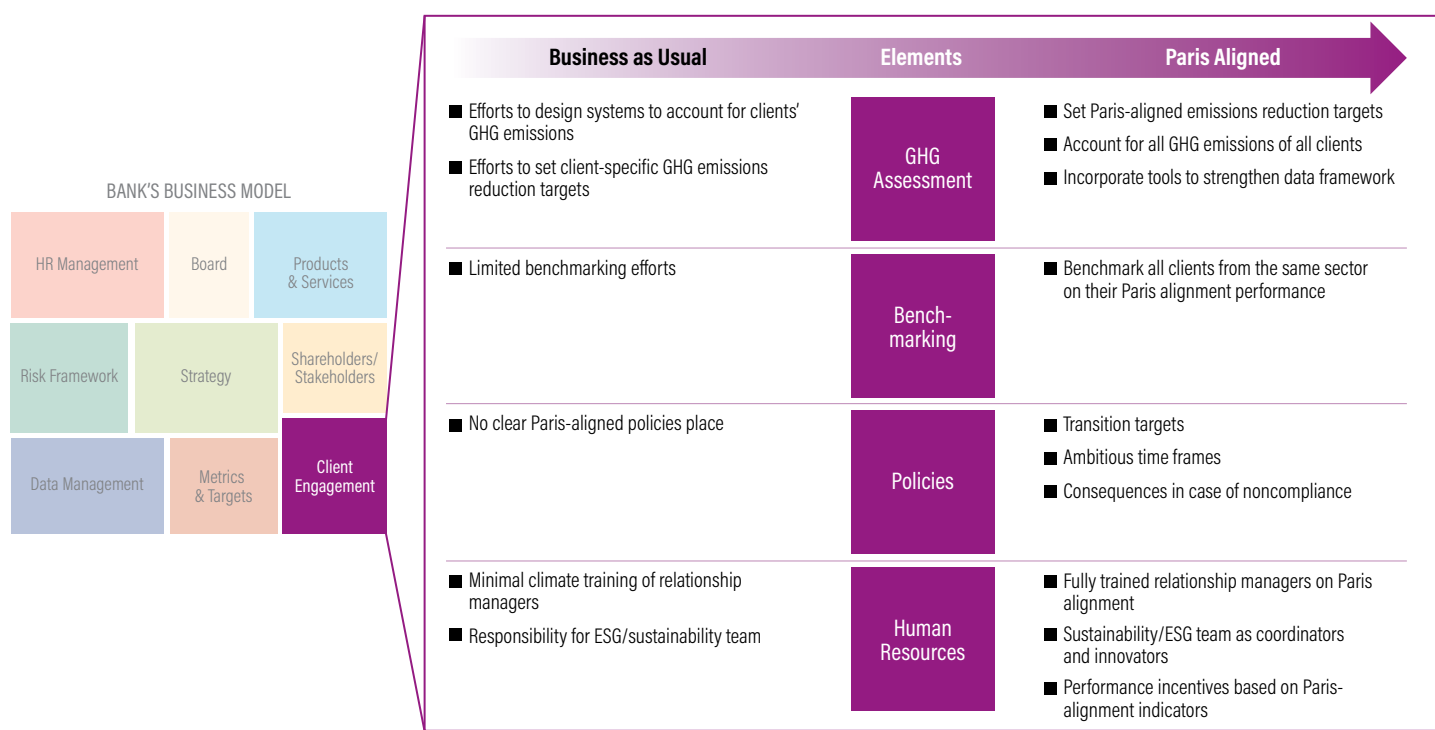 BANK'S BUSINESS MODEL
HR Management
Board
Products
& Services
Risk Framework
Strategy
Shareholders/
Stakeholders
Data Management
Metrics
& Targets
Client
Engagement
Business as Usual
Elements
Paris Aligned
■ Efforts to design systems to account for clients'
GHG emissions
■ Efforts to set client-specific GHG emissions
reduction targets
GHG
Assessment
■ Set Paris-aligned emissions reduction targets
■ Account for all GHG emissions of all clients
■ Incorporate tools to strengthen data framework
■ Limited benchmarking efforts
Bench-
marking
■ Benchmark all clients from the same sector
on their Paris alignment performance
■ No clear Paris-aligned policies place
Policies
■ Transition targets
■ Ambitious time frames
■ Consequences in case of noncompliance
■ Minimal climate training of relationship
managers
■ Responsibility for ESG/sustainability team
Human
Resources
■ Fully trained relationship managers on Paris
alignment
■ Sustainability/ESG team as coordinators
and innovators
■ Performance incentives based on Paris-
alignment indicators